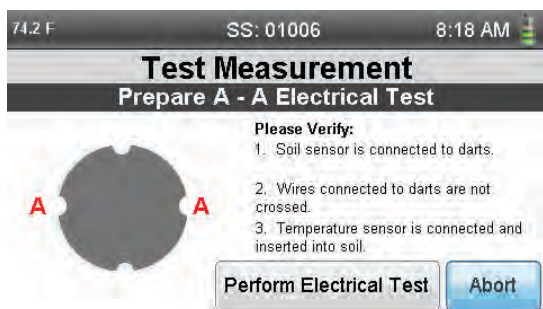 74.2 F SS: 01006 8:18 AM
Test Measurement
Prepare A - A Electrical Test
Please Verify:
1. Soil sensor is connected to darts.
2. Wires connected to darts are not
crossed.
3. Temperature sensor is connected and
inserted into soil.
A A
Perform Electrical Test Abort